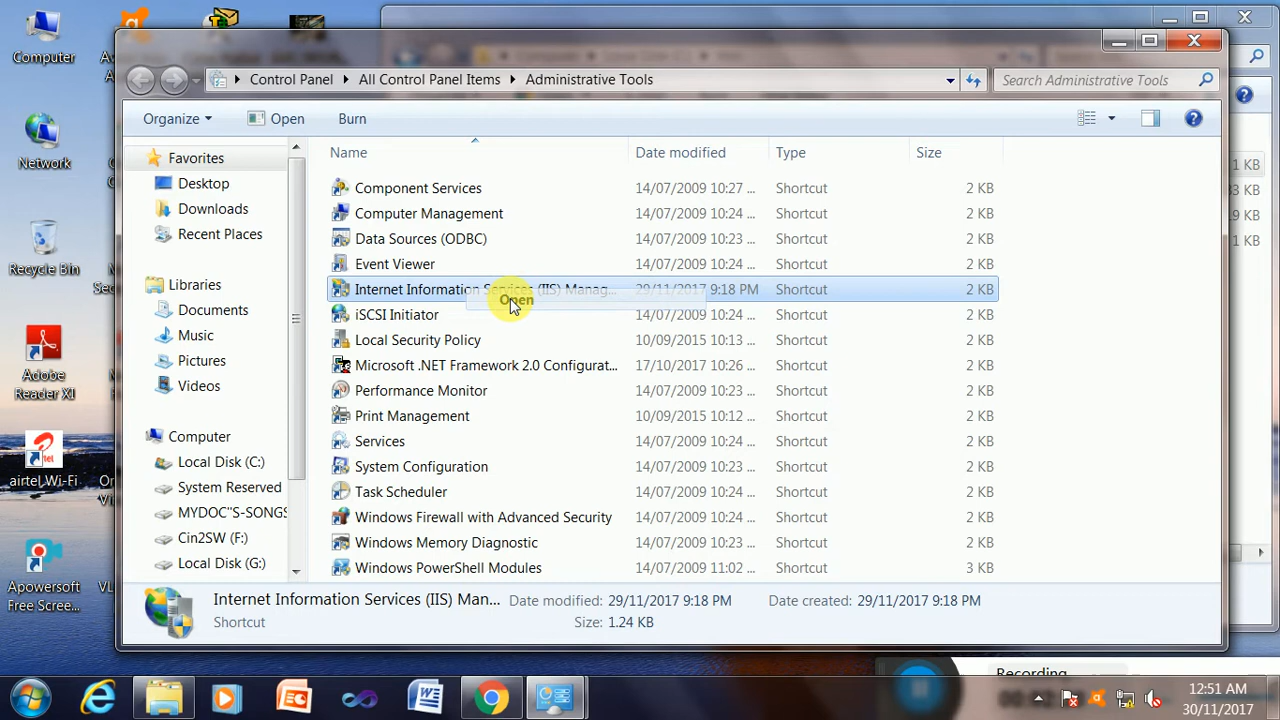 Computer
Network
Recycle Bin
Adobe
Reader XI
airtel Wi-Fi
Apowersoft
Free Scree...
Control Panel
All Control Panel Items
Administrative Tools
Search Administrative Tools
Organize
Open
Burn
Favorites
Desktop
Downloads
Recent Places
Libraries
Documents
Music
Pictures
Videos
Computer
Local Disk (C:)
System Reserved
MYDOC"S-SONGS
Cin2SW (F:)
Local Disk (G:)
Name Date modified Type Size
Component Services 14/07/2009 10:27 ... Shortcut 2 KB
Computer Management 14/07/2009 10:24 ... Shortcut 2 KB
Data Sources (ODBC) 14/07/2009 10:23 ... Shortcut 2 KB
Event Viewer 14/07/2009 10:24 ... Shortcut 2 KB
Internet Information Services (IIS) Manag... 29/11/2017 9:18 PM Shortcut 2 KB
Open
iSCSI Initiator 14/07/2009 10:24 ... Shortcut 2 KB
Local Security Policy 10/09/2015 10:13 ... Shortcut 2 KB
Microsoft .NET Framework 2.0 Configurat... 17/10/2017 10:26 ... Shortcut 2 KB
Performance Monitor 14/07/2009 10:24 ... Shortcut 2 KB
Print Management 10/09/2015 10:12 ... Shortcut 2 KB
Services 14/07/2009 10:24 ... Shortcut 2 KB
System Configuration 14/07/2009 10:23 ... Shortcut 2 KB
Task Scheduler 14/07/2009 10:24 ... Shortcut 2 KB
Windows Firewall with Advanced Security 14/07/2009 10:24 ... Shortcut 2 KB
Windows Memory Diagnostic 14/07/2009 10:23 ... Shortcut 2 KB
Windows PowerShell Modules 14/07/2009 11:02 ... Shortcut 3 KB
Internet Information Services (IIS) Man... Date modified: 29/11/2017 9:18 PM Date created: 29/11/2017 9:18 PM
Shortcut Size: 1.24 KB
1 KB
KB
KB
1 KB
Recording
12:51 AM
30/11/2017